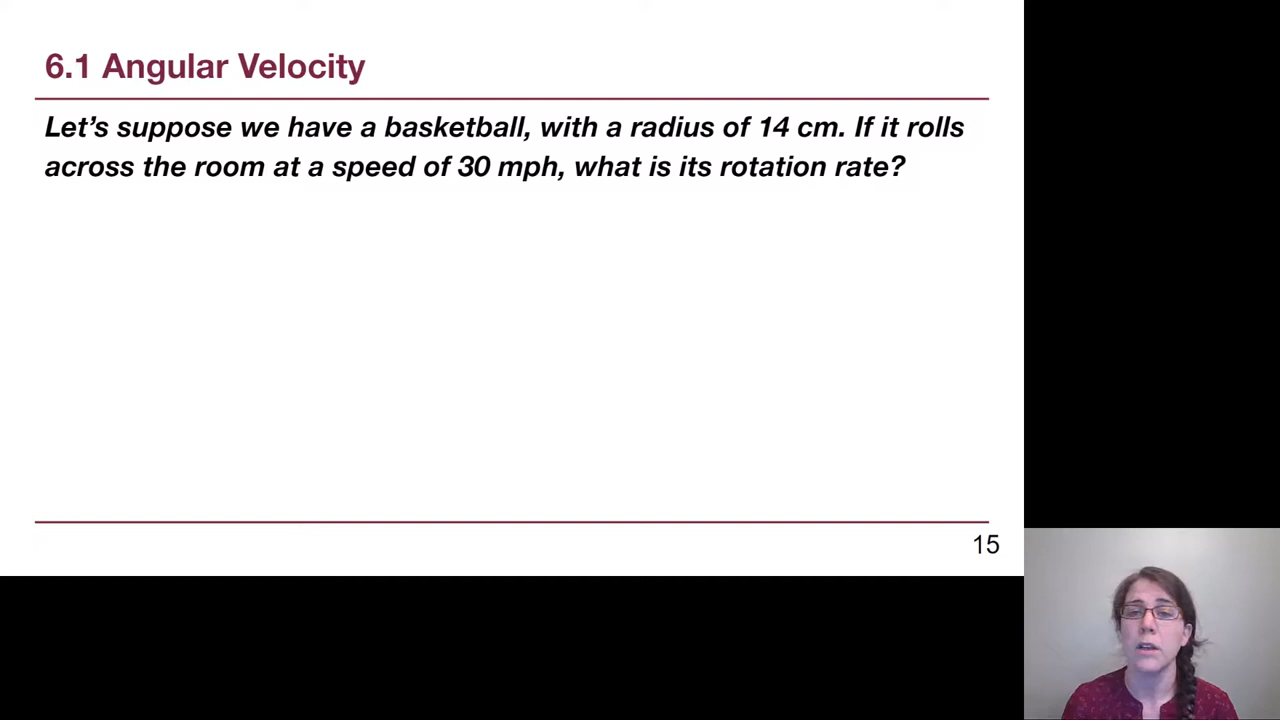 6.1 Angular Velocity
Let’s suppose we have a basketball, with a radius of 14 cm. If it rolls
across the room at a speed of 30 mph, what is its rotation rate?
15